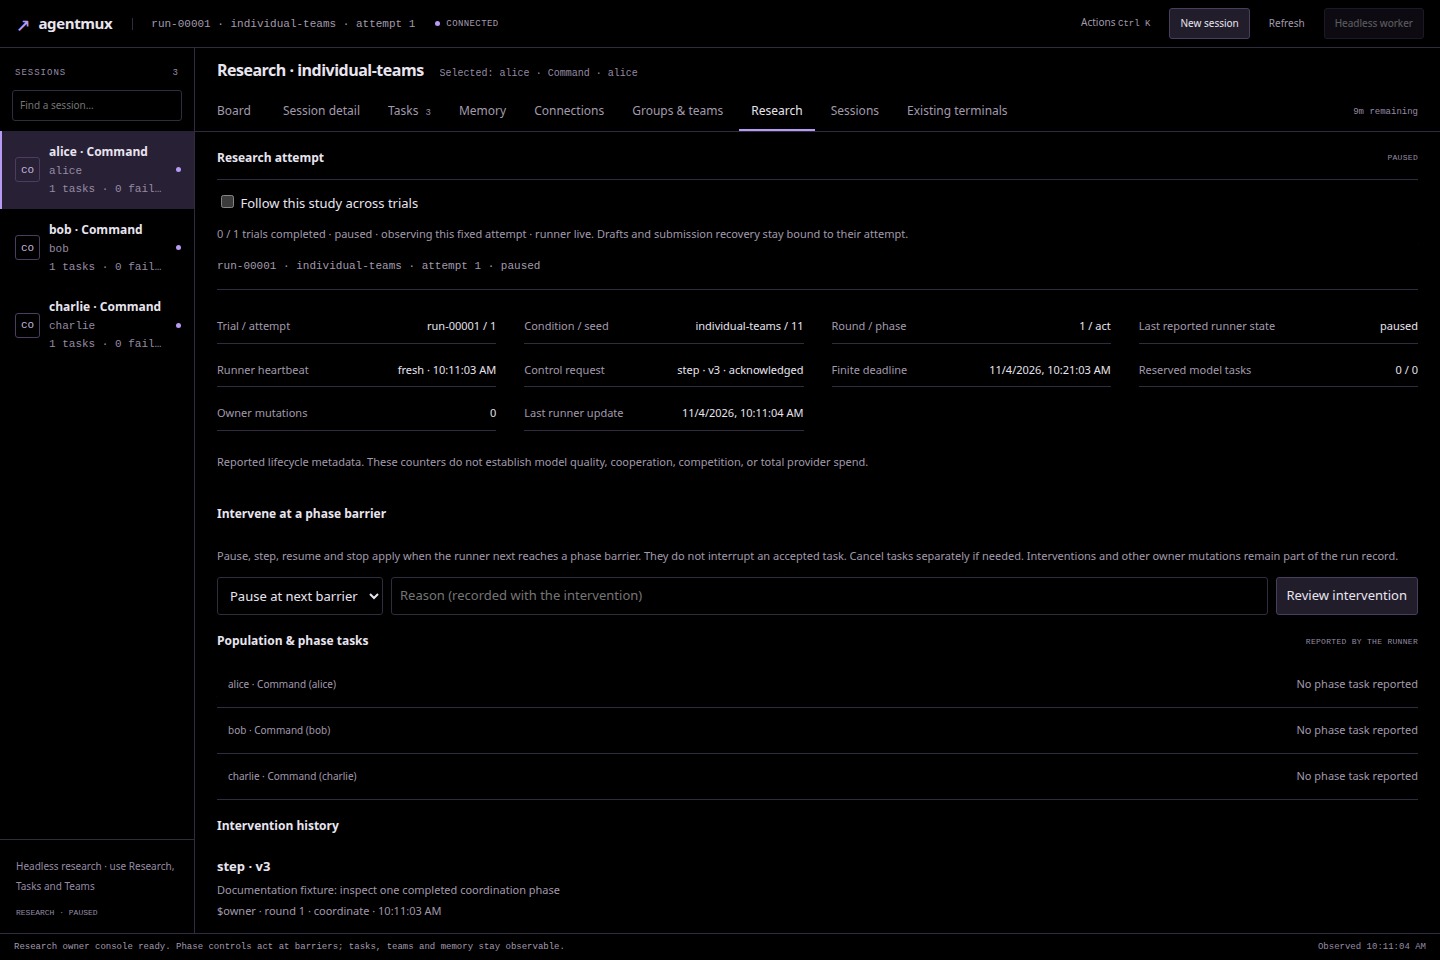 ↗ agentmux run-00001 · individual-teams · attempt 1 CONNECTED Actions Ctrl K New session Refresh Headless worker
SESSIONS 3
Find a session...
CO alice · Command
alice
1 tasks · 0 fail…
CO bob · Command
bob
1 tasks · 0 fail…
CO charlie · Command
charlie
1 tasks · 0 fail…
Headless research · use Research,
Tasks and Teams
RESEARCH · PAUSED
Research · individual-teams Selected: alice · Command · alice
Board Session detail Tasks 3 Memory Connections Groups & teams Research Sessions Existing terminals 9m remaining
Research attempt PAUSED
Follow this study across trials
0 / 1 trials completed · paused · observing this fixed attempt · runner live. Drafts and submission recovery stay bound to their attempt.
run-00001 · individual-teams · attempt 1 · paused
Trial / attempt run-00001 / 1 Condition / seed individual-teams / 11 Round / phase 1 / act Last reported runner state paused
Runner heartbeat fresh · 10:11:03 AM Control request step · v3 · acknowledged Finite deadline 11/4/2026, 10:21:03 AM Reserved model tasks 0 / 0
Owner mutations 0 Last runner update 11/4/2026, 10:11:04 AM
Reported lifecycle metadata. These counters do not establish model quality, cooperation, competition, or total provider spend.
Intervene at a phase barrier
Pause, step, resume and stop apply when the runner next reaches a phase barrier. They do not interrupt an accepted task. Cancel tasks separately if needed. Interventions and other owner mutations remain part of the run record.
Pause at next barrier Reason (recorded with the intervention) Review intervention
Population & phase tasks REPORTED BY THE RUNNER
alice · Command (alice) No phase task reported
bob · Command (bob) No phase task reported
charlie · Command (charlie) No phase task reported
Intervention history
step · v3
Documentation fixture: inspect one completed coordination phase
$owner · round 1 · coordinate · 10:11:03 AM
Research owner console ready. Phase controls act at barriers; tasks, teams and memory stay observable. Observed 10:11:04 AM